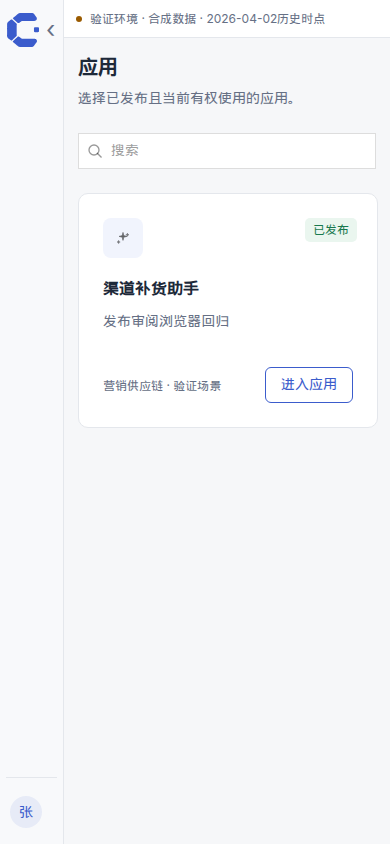 验证环境 · 合成数据 · 2026-04-02历史时点
应用
选择已发布且当前有权使用的应用。
搜索
已发布
渠道补货助手
发布审阅浏览器回归
营销供应链 · 验证场景
进入应用
张